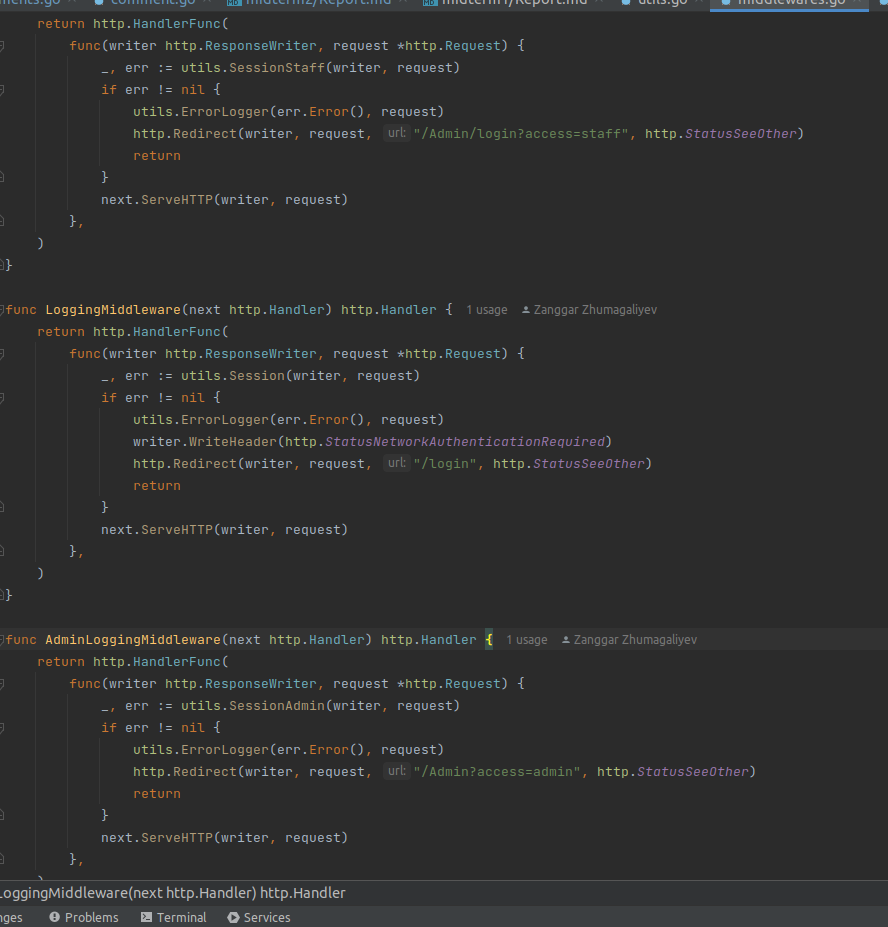 ments.go comment.go midterm2/Report.md midterm1/Report.md utils.go middlewares.go
return http.HandlerFunc(
func(writer http.ResponseWriter, request *http.Request) {
_, err := utils.SessionStaff(writer, request)
if err != nil {
utils.ErrorLogger(err.Error(), request)
http.Redirect(writer, request, url: "/Admin/login?access=staff", http.StatusSeeOther)
return
}
next.ServeHTTP(writer, request)
},
)
}
func LoggingMiddleware(next http.Handler) http.Handler { 1 usage Zanggar Zhumagaliyev
return http.HandlerFunc(
func(writer http.ResponseWriter, request *http.Request) {
_, err := utils.Session(writer, request)
if err != nil {
utils.ErrorLogger(err.Error(), request)
writer.WriteHeader(http.StatusNetworkAuthenticationRequired)
http.Redirect(writer, request, url: "/login", http.StatusSeeOther)
return
}
next.ServeHTTP(writer, request)
},
)
}
func AdminLoggingMiddleware(next http.Handler) http.Handler { 1 usage Zanggar Zhumagaliyev
return http.HandlerFunc(
func(writer http.ResponseWriter, request *http.Request) {
_, err := utils.SessionAdmin(writer, request)
if err != nil {
utils.ErrorLogger(err.Error(), request)
http.Redirect(writer, request, url: "/Admin?access=admin", http.StatusSeeOther)
return
}
next.ServeHTTP(writer, request)
},
)
LoggingMiddleware(next http.Handler) http.Handler
nges Problems Terminal Services